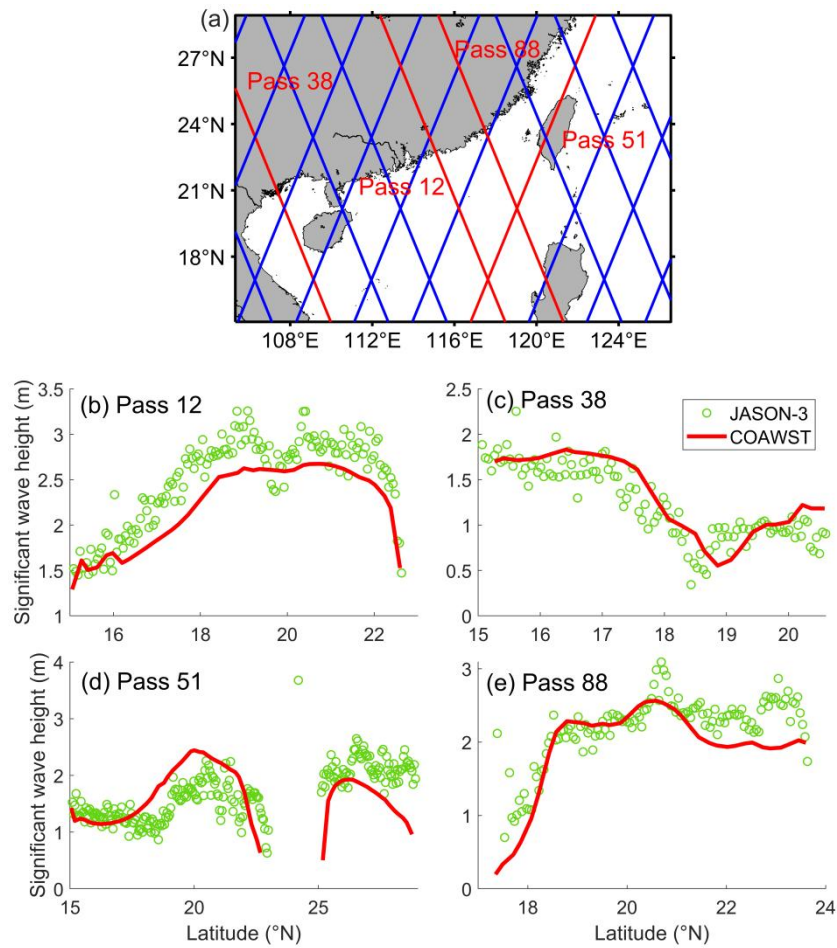 (a)
27°N
24°N
21°N
18°N
Pass 88
Pass 38
Pass 51
Pass 12
108°E 112°E 116°E 120°E 124°E
(b) Pass 12
Significant wave height (m)
3.5
3
2.5
2
1.5
1
16 18 20 22
(c) Pass 38
JASON-3
COAWST
2.5
2
1.5
1
0.5
0
15 16 17 18 19 20
(d) Pass 51
Significant wave height (m)
4
3
2
1
0
15 20 25
Latitude (°N)
(e) Pass 88
3
2
1
0
18 20 22 24
Latitude (°N)